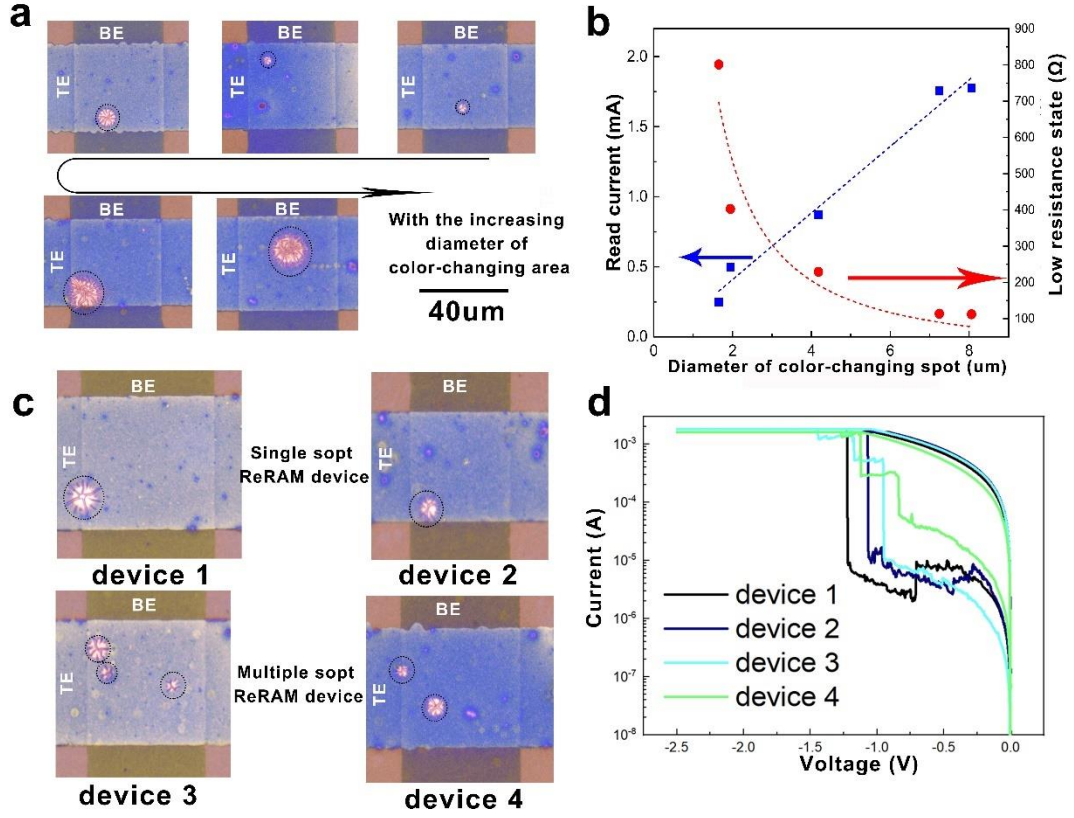 a
BE
TE
BE
TE
BE
TE
BE
TE
BE
TE
With the increasing
diameter of
color-changing area
40um
b
Read current (mA)
2.0
1.5
1.0
0.5
0.0
0
2
4
6
8
Diameter of color-changing spot (um)
900
800
700
600
500
400
300
200
100
Low resistance state (Ω)
c
BE
TE
device 1
Single sopt
ReRAM device
BE
TE
device 2
BE
TE
device 3
Multiple sopt
ReRAM device
BE
TE
device 4
d
Current (A)
10⁻³
10⁻⁴
10⁻⁵
10⁻⁶
10⁻⁷
10⁻⁸
device 1
device 2
device 3
device 4
-2.5
-2.0
-1.5
-1.0
-0.5
0.0
Voltage (V)